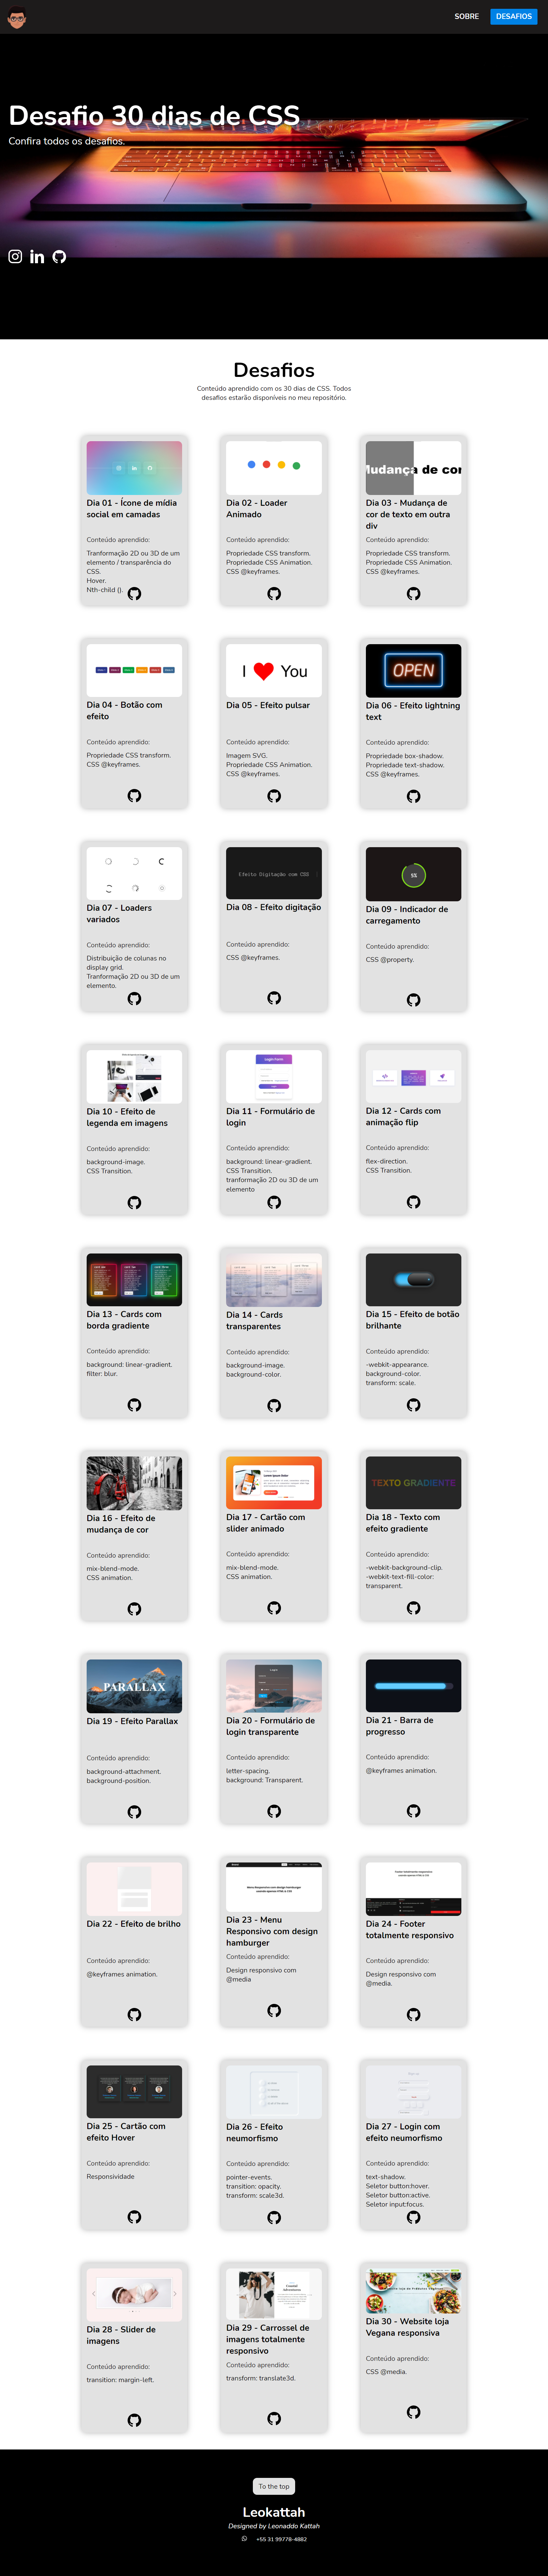 SOBRE
DESAFIOS
Desafio 30 dias de CSS
Confira todos os desafios.
Desafios
Conteúdo aprendido com os 30 dias de CSS. Todos
desafios estarão disponíveis no meu repositório.
Mudança de cor
Dia 01 - Ícone de mídia
social em camadas
Conteúdo aprendido:
Tranformação 2D ou 3D de um
elemento / transparência do
CSS.
Hover.
Nth-child ().
Dia 02 - Loader
Animado
Conteúdo aprendido:
Propriedade CSS transform.
Propriedade CSS Animation.
CSS @keyframes.
Dia 03 - Mudança de
cor de texto em outra
div
Conteúdo aprendido:
Propriedade CSS transform.
Propriedade CSS Animation.
CSS @keyframes.
I
You
OPEN
Dia 04 - Botão com
efeito
Conteúdo aprendido:
Propriedade CSS transform.
CSS @keyframes.
Dia 05 - Efeito pulsar
Conteúdo aprendido:
Imagem SVG.
Propriedade CSS Animation.
CSS @keyframes.
Dia 06 - Efeito lightning
text
Conteúdo aprendido:
Propriedade box-shadow.
Propriedade text-shadow.
CSS @keyframes.
Efeito Digitação com CSS
5%
Dia 07 - Loaders
variados
Conteúdo aprendido:
Distribuição de colunas no
display grid.
Tranformação 2D ou 3D de um
elemento.
Dia 08 - Efeito digitação
Conteúdo aprendido:
CSS @keyframes.
Dia 09 - Indicador de
carregamento
Conteúdo aprendido:
CSS @property.
Login Form
Dia 10 - Efeito de
legenda em imagens
Conteúdo aprendido:
background-image.
CSS Transition.
Dia 11 - Formulário de
login
Conteúdo aprendido:
background: linear-gradient.
CSS Transition.
tranformação 2D ou 3D de um
elemento
Dia 12 - Cards com
animação flip
Conteúdo aprendido:
flex-direction.
CSS Transition.
Dia 13 - Cards com
borda gradiente
Conteúdo aprendido:
background: linear-gradient.
filter: blur.
Dia 14 - Cards
transparentes
Conteúdo aprendido:
background-image.
background-color.
Dia 15 - Efeito de botão
brilhante
Conteúdo aprendido:
-webkit-appearance.
background-color.
transform: scale.
TEXTO GRADIENTE
Dia 16 - Efeito de
mudança de cor
Conteúdo aprendido:
mix-blend-mode.
CSS animation.
Dia 17 - Cartão com
slider animado
Conteúdo aprendido:
mix-blend-mode.
CSS animation.
Dia 18 - Texto com
efeito gradiente
Conteúdo aprendido:
-webkit-background-clip.
-webkit-text-fill-color:
transparent.
PARALLAX
Dia 19 - Efeito Parallax
Conteúdo aprendido:
background-attachment.
background-position.
Dia 20 - Formulário de
login transparente
Conteúdo aprendido:
letter-spacing.
background: Transparent.
Dia 21 - Barra de
progresso
Conteúdo aprendido:
@keyframes animation.
Dia 22 - Efeito de brilho
Conteúdo aprendido:
@keyframes animation.
Dia 23 - Menu
Responsivo com design
hamburger
Conteúdo aprendido:
Design responsivo com
@media
Dia 24 - Footer
totalmente responsivo
Conteúdo aprendido:
Design responsivo com
@media.
Dia 25 - Cartão com
efeito Hover
Conteúdo aprendido:
Responsividade
Dia 26 - Efeito
neumorfismo
Conteúdo aprendido:
pointer-events.
transition: opacity.
transform: scale3d.
Dia 27 - Login com
efeito neumorfismo
Conteúdo aprendido:
text-shadow.
Seletor button:hover.
Seletor button:active.
Seletor input:focus.
Dia 28 - Slider de
imagens
Conteúdo aprendido:
transition: margin-left.
Dia 29 - Carrossel de
imagens totalmente
responsivo
Conteúdo aprendido:
transform: translate3d.
Dia 30 - Website loja
Vegana responsiva
Conteúdo aprendido:
CSS @media.
To the top
Leokattah
Designed by Leonaddo Kattah
+55 31 99778-4882